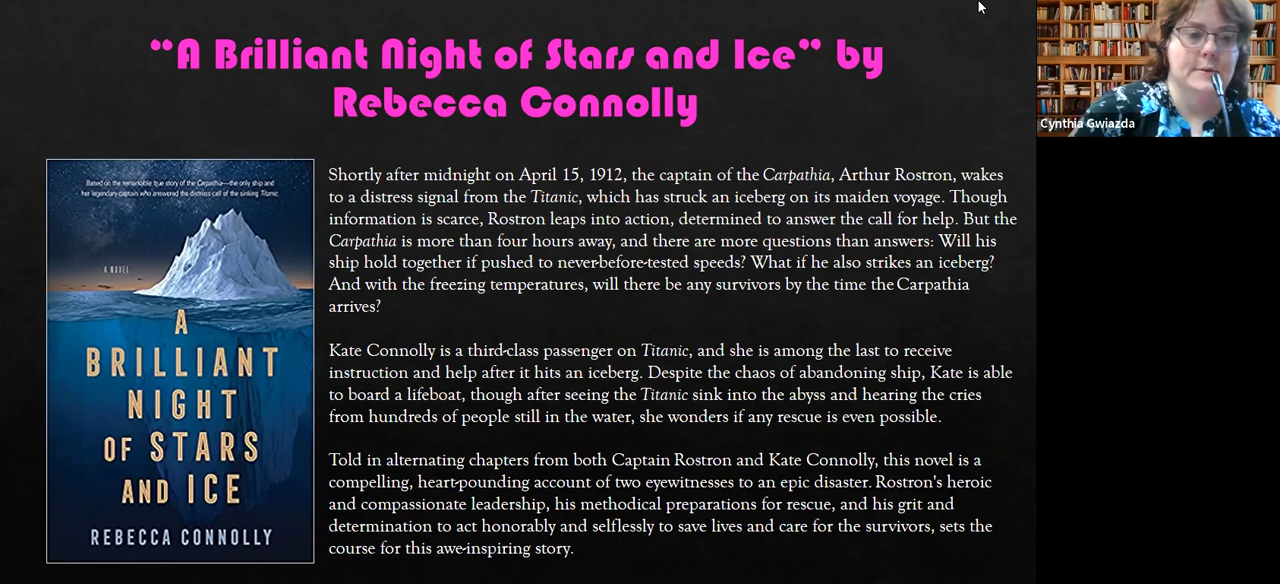 “A Brilliant Night of Stars and Ice” by
Rebecca Connolly
Cynthia Gwiazda
Based on the remarkable true story of the Carpathia—the only ship and
her legendary captain who answered the distress call of the sinking Titanic.
A NOVEL
A
BRILLIANT
NIGHT
OF STARS
AND ICE
REBECCA CONNOLLY
Shortly after midnight on April 15, 1912, the captain of the Carpathia, Arthur Rostron, wakes
to a distress signal from the Titanic, which has struck an iceberg on its maiden voyage. Though
information is scarce, Rostron leaps into action, determined to answer the call for help. But the
Carpathia is more than four hours away, and there are more questions than answers: Will his
ship hold together if pushed to never-before-tested speeds? What if he also strikes an iceberg?
And with the freezing temperatures, will there be any survivors by the time the Carpathia
arrives?
Kate Connolly is a third-class passenger on Titanic, and she is among the last to receive
instruction and help after it hits an iceberg. Despite the chaos of abandoning ship, Kate is able
to board a lifeboat, though after seeing the Titanic sink into the abyss and hearing the cries
from hundreds of people still in the water, she wonders if any rescue is even possible.
Told in alternating chapters from both Captain Rostron and Kate Connolly, this novel is a
compelling, heart-pounding account of two eyewitnesses to an epic disaster. Rostron's heroic
and compassionate leadership, his methodical preparations for rescue, and his grit and
determination to act honorably and selflessly to save lives and care for the survivors, sets the
course for this awe-inspiring story.